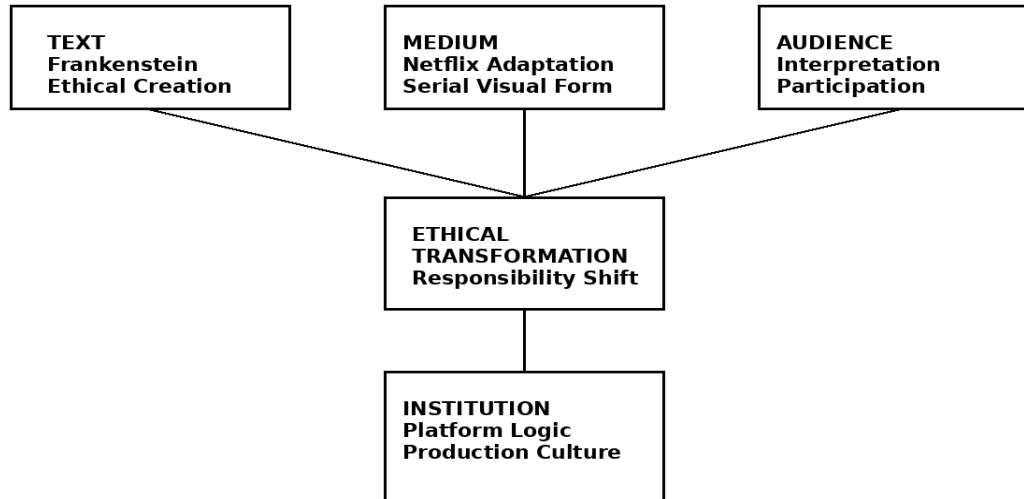 TEXT
Frankenstein
Ethical Creation
MEDIUM
Netflix Adaptation
Serial Visual Form
AUDIENCE
Interpretation
Participation
ETHICAL
TRANSFORMATION
Responsibility Shift
INSTITUTION
Platform Logic
Production Culture